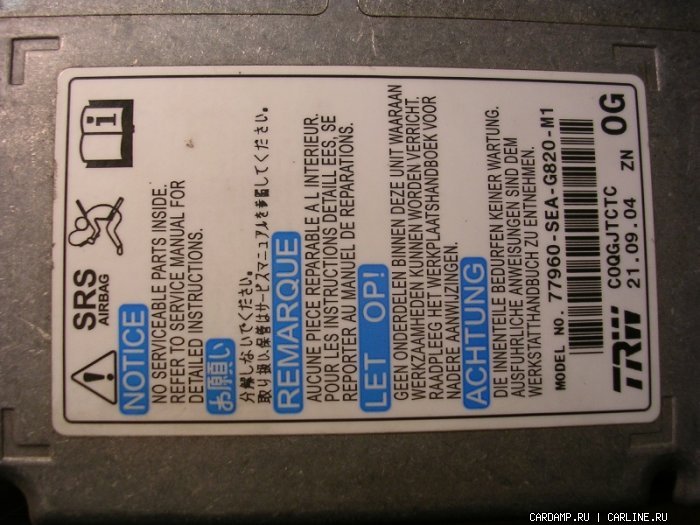 SRS
AIRBAG
NOTICE
NO SERVICEABLE PARTS INSIDE.
REFER TO SERVICE MANUAL FOR
DETAILED INSTRUCTIONS.
お願い
分解しないでください。
取り扱い、保管はサービスマニュアルを参照してください。
REMARQUE
AUCUNE PIECE REPARABLE A L INTERIEUR.
POUR LES INSTRUCTIONS DETAILL EES, SE
REPORTER AU MANUEL DE REPARATIONS.
LET OP!
GEEN ONDERDELEN BINNEN DEZE UNIT WAARAAN
WERKZAAMHEDEN KUNNEN WORDEN VERRICHT.
RAADPLEEG HET WERKPLAATSHANDBOEK VOOR
NADERE AANWIJZINGEN.
ACHTUNG
DIE INNENTEILE BEDURFEN KEINER WARTUNG.
AUSFUHRLICHE ANWEISUNGEN SIND DEM
WERKSTATTHANDBUCH ZU ENTNEHMEN.
MODEL NO. 77960-SEA-G820-M1
TRW
C0QGJTCTC
21.09.04 ZN 0G
CARDAMP.RU | CARLINE.RU